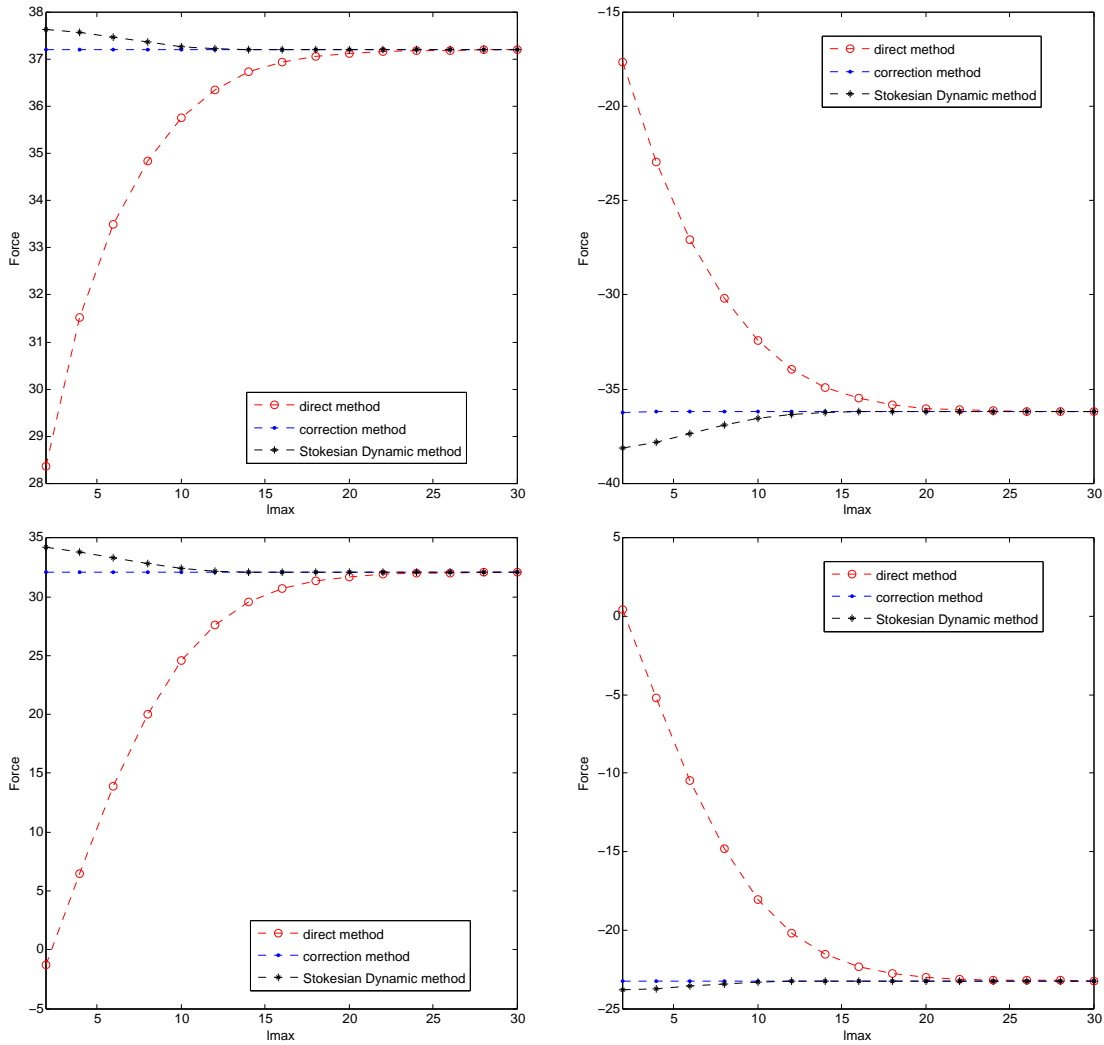 38
37
36
35
34
33
32
31
30
29
28
Force
5
10
15
20
25
30
lmax
direct method
correction method
Stokesian Dynamic method
−15
−20
−25
−30
−35
−40
Force
5
10
15
20
25
30
lmax
direct method
correction method
Stokesian Dynamic method
35
30
25
20
15
10
5
0
−5
Force
5
10
15
20
25
30
lmax
direct method
correction method
Stokesian Dynamic method
5
0
−5
−10
−15
−20
−25
Force
5
10
15
20
25
30
lmax
direct method
correction method
Stokesian Dynamic method